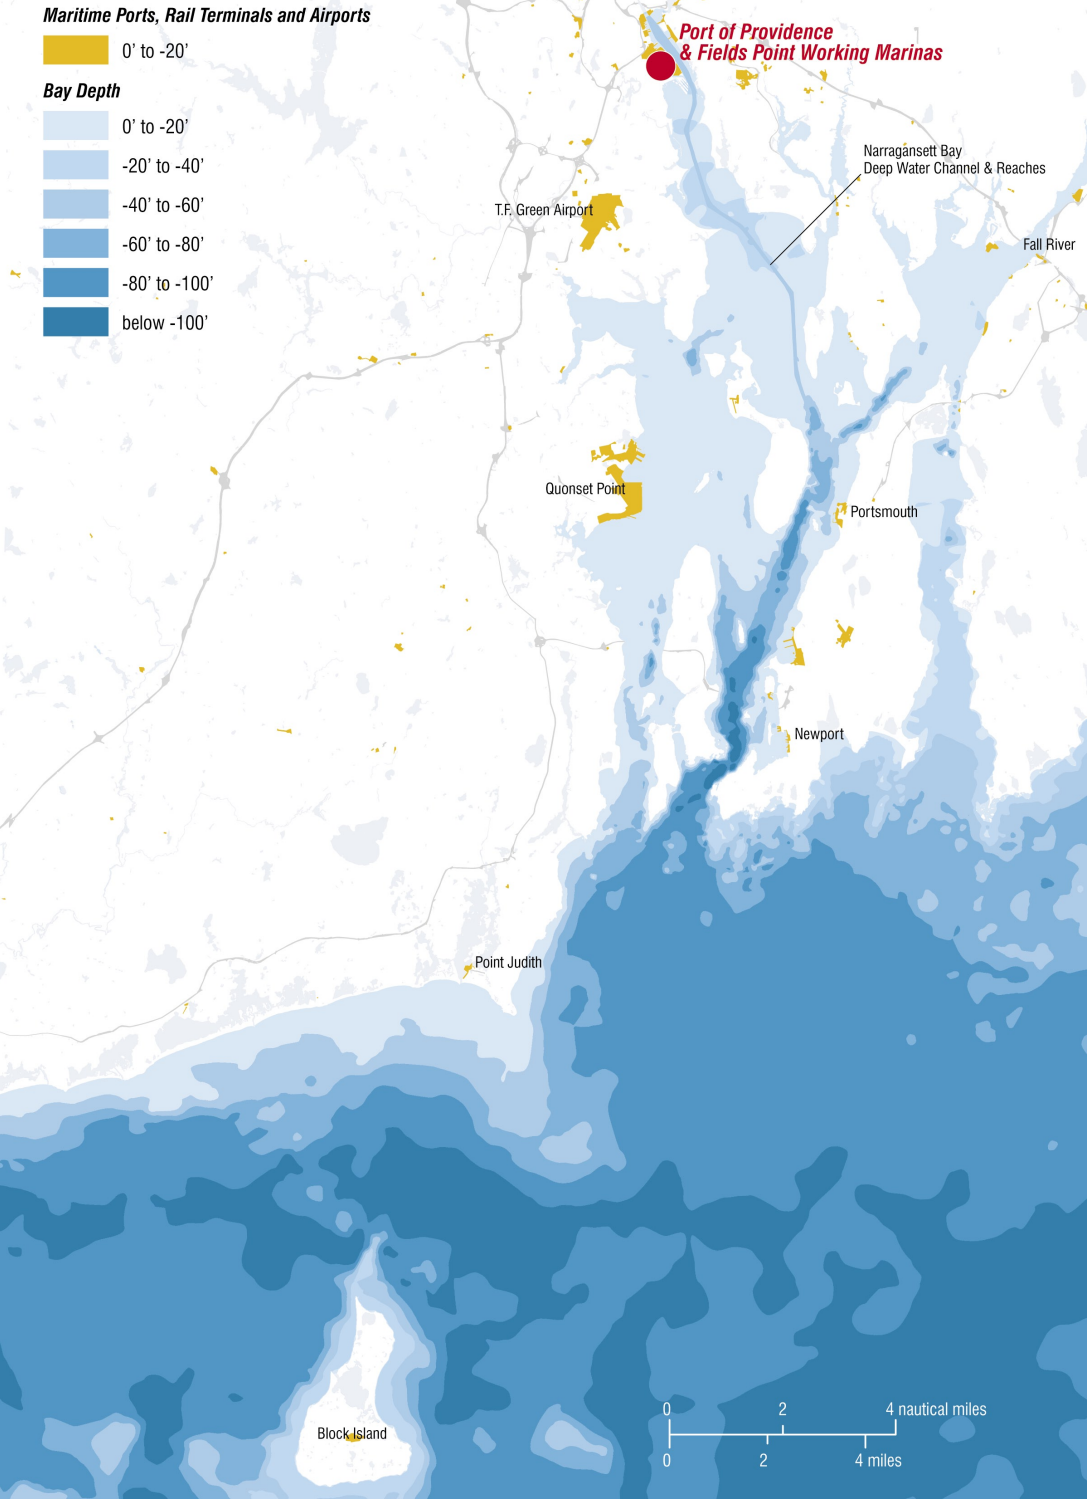 Maritime Ports, Rail Terminals and Airports
0’ to -20’
Bay Depth
0’ to -20’
-20’ to -40’
-40’ to -60’
-60’ to -80’
-80’ to -100’
below -100’
Port of Providence
& Fields Point Working Marinas
Narragansett Bay
Deep Water Channel & Reaches
T.F. Green Airport
Fall River
Quonset Point
Portsmouth
Newport
Point Judith
Block Island
0 2 4 nautical miles
0 2 4 miles